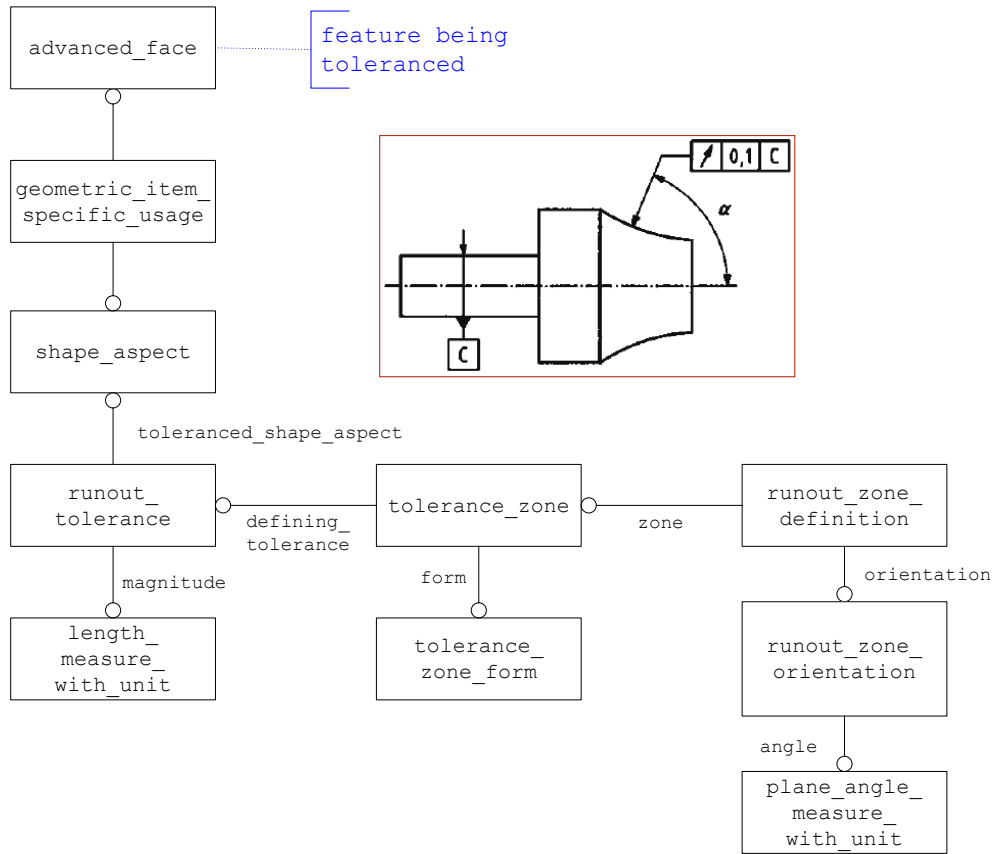 advanced_face
feature being
toleranced
geometric_item_
specific_usage
0,1 C
α
C
shape_aspect
toleranced_shape_aspect
runout_
tolerance
defining_
tolerance
tolerance_zone
zone
runout_zone_
definition
magnitude
form
orientation
length_
measure_
with_unit
tolerance_
zone_form
runout_zone_
orientation
angle
plane_angle_
measure_
with_unit